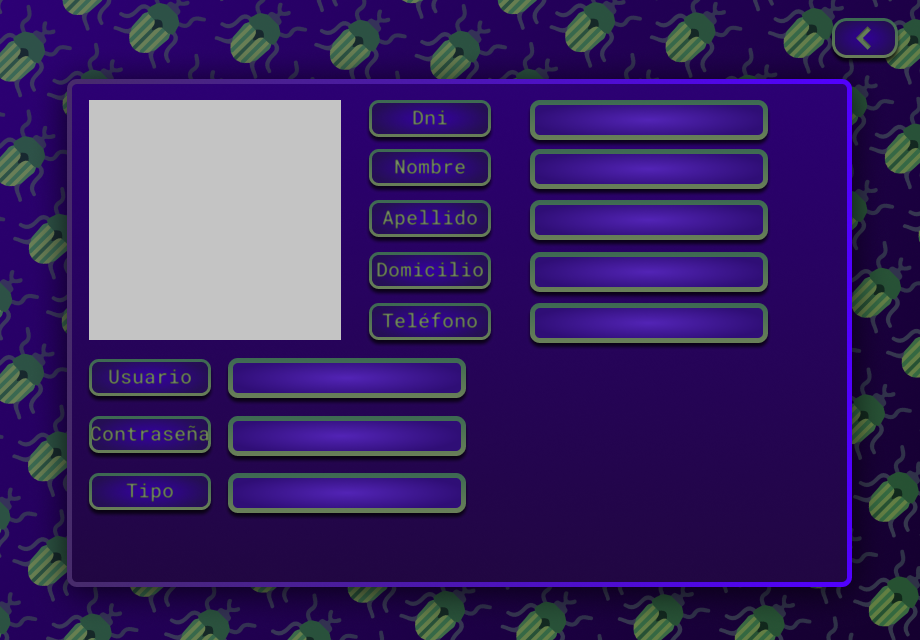 Dni
Nombre
Apellido
Domicilio
Teléfono
Usuario
Contraseña
Tipo